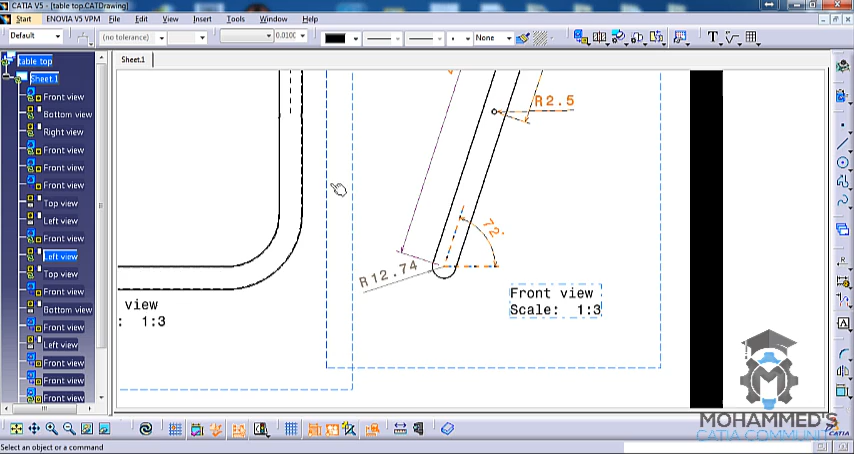 CATIA V5 - [table top.CATDrawing]
Start ENOVIA V5 VPM File Edit View Insert Tools Window Help
Default (no tolerance) 0.0100 None
table top
Sheet.1
Front view
Bottom view
Right view
Front view
Front view
Front view
Top view
Left view
Front view
Left view
Top view
Front view
Bottom view
Front view
Left view
Front view
Front view
Front view
Sheet.1
R2.5
72
R12.74
Front view
Scale: 1:3
view
: 1:3
MOHAMMED'S
CATIA COMMUNITY
CATIA
Select an object or a command